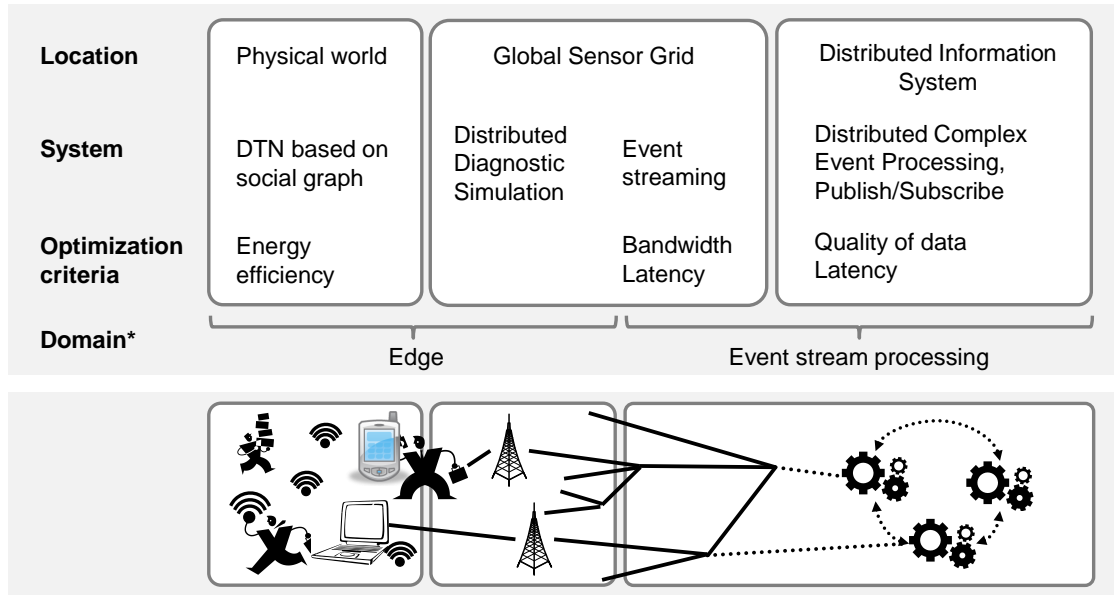 Location
Physical world
Global Sensor Grid
Distributed Information
System
System
DTN based on
social graph
Distributed
Diagnostic
Simulation
Event
streaming
Distributed Complex
Event Processing,
Publish/Subscribe
Optimization
criteria
Energy
efficiency
Bandwidth
Latency
Quality of data
Latency
Domain*
Edge
Event stream processing